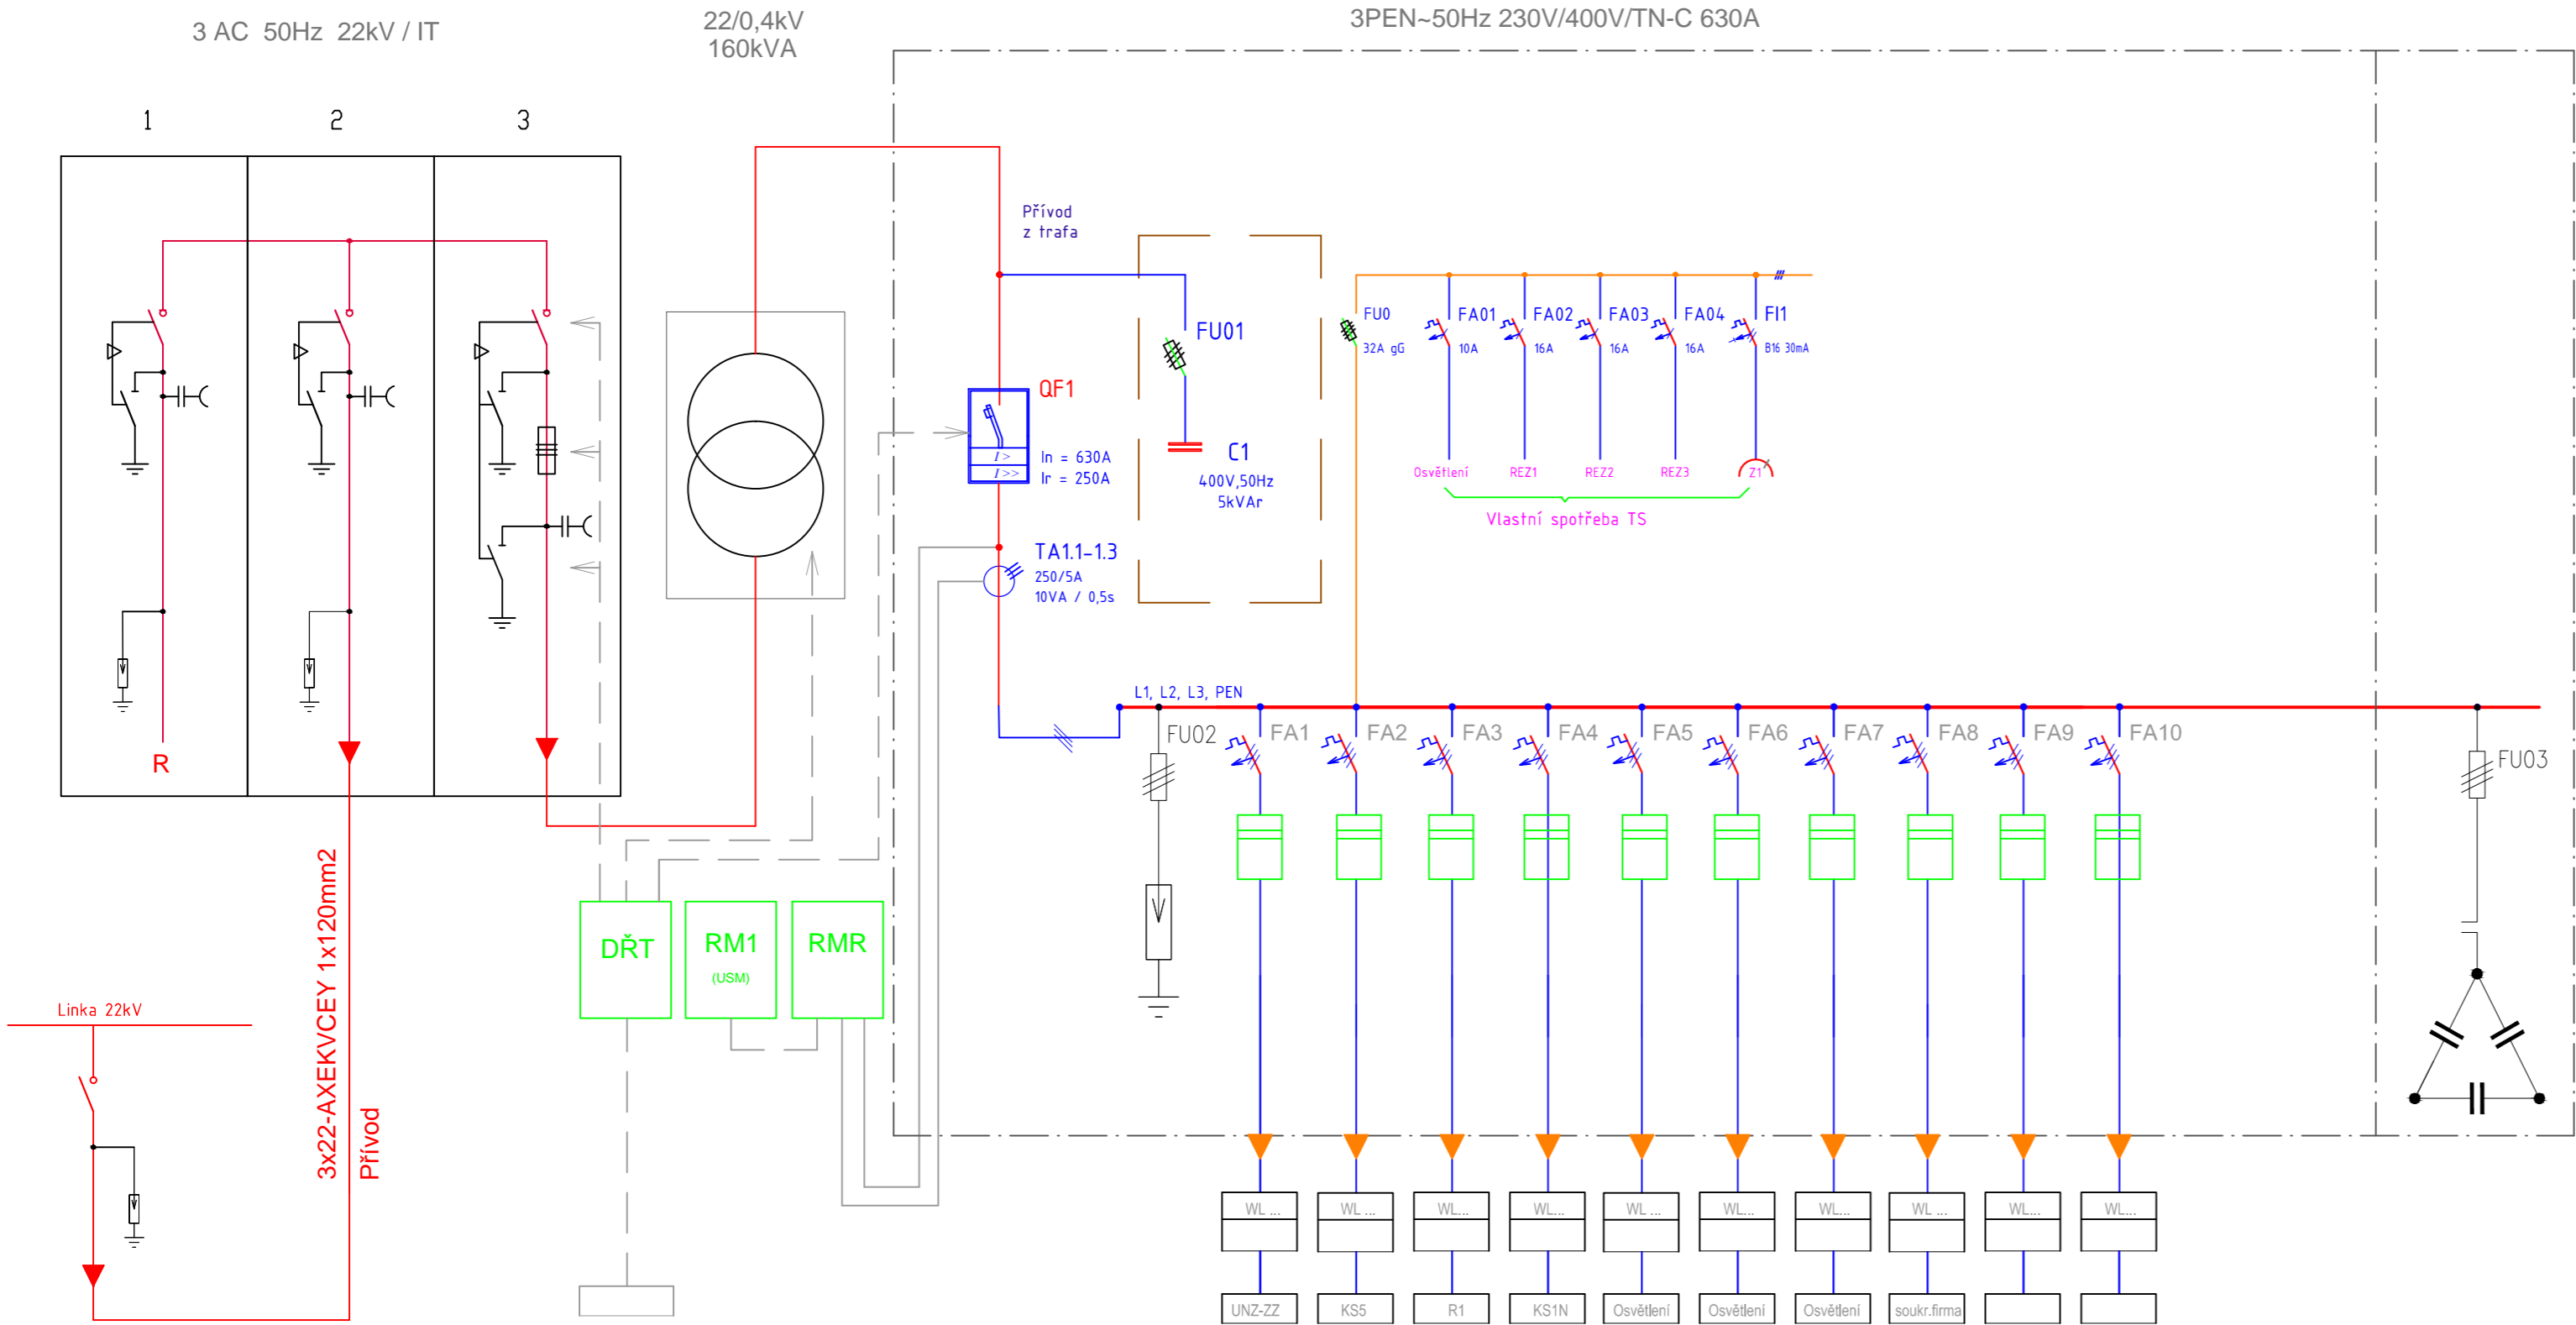 3 AC 50Hz 22kV / IT
22/0,4kV
160kVA
3PEN~50Hz 230V/400V/TN-C 630A
1
2
3
Přívod
z trafa
QF1
I >
I >>
In = 630A
Ir = 250A
TA1.1-1.3
250/5A
10VA / 0,5s
FU01
C1
400V,50Hz
5kVAr
FU0
32A gG
FA01
10A
FA02
16A
FA03
16A
FA04
16A
FI1
B16 30mA
Osvětlení
REZ1
REZ2
REZ3
Z1
Vlastní spotřeba TS
L1, L2, L3, PEN
FU02
FA1
FA2
FA3
FA4
FA5
FA6
FA7
FA8
FA9
FA10
FU03
R
3x22-AXEKVCEY 1x120mm2
Přívod
Linka 22kV
DŘT
RM1
(USM)
RMR
WL ...
WL ...
WL...
WL...
WL ...
WL...
WL...
WL ...
WL...
WL...
UNZ-ZZ
KS5
R1
KS1N
Osvětlení
Osvětlení
Osvětlení
soukr.firma